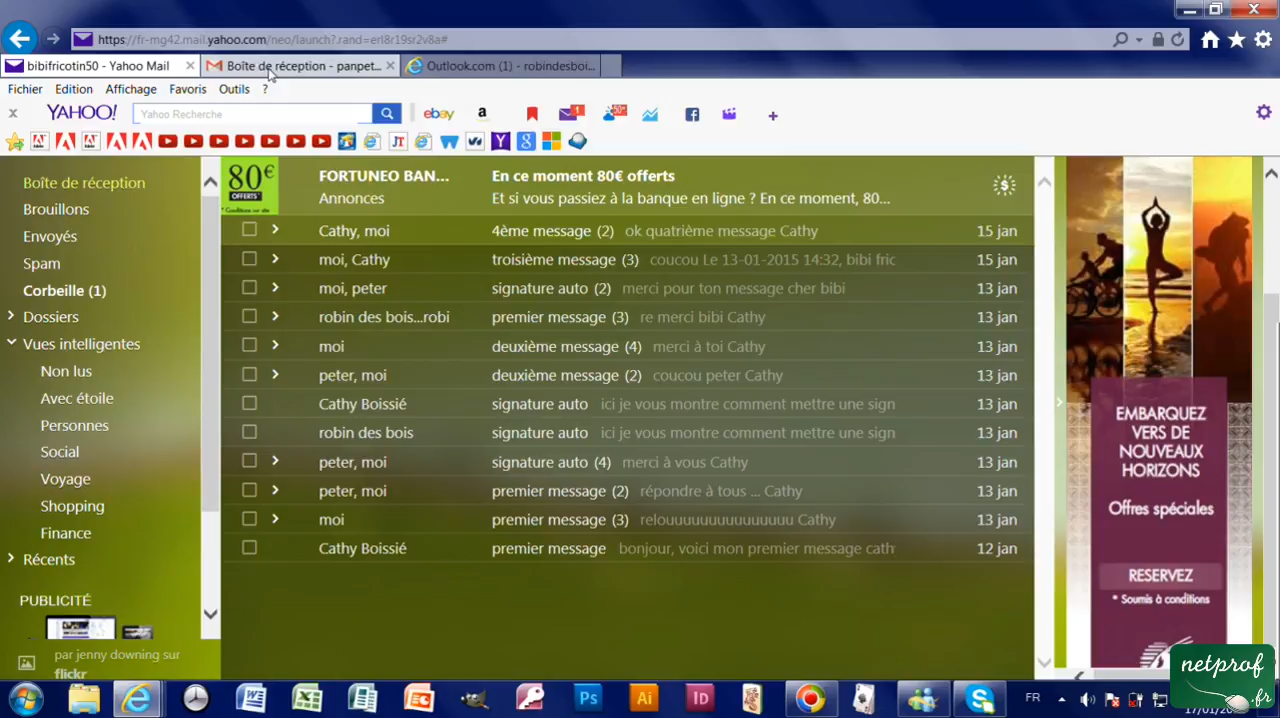 https://fr-mg42.mail.yahoo.com/neo/launch?.rand=erl8r19sr2v8a#
bibifricotin50 - Yahoo Mail
Boîte de réception - panpet...
Outlook.com (1) - robindesboi...
Fichier Edition Affichage Favoris Outils ?
YAHOO! Yahoo Recherche ebay a 1 50+
JT
Boîte de réception
Brouillons
Envoyés
Spam
Corbeille (1)
Dossiers
Vues intelligentes
Non lus
Avec étoile
Personnes
Social
Voyage
Shopping
Finance
Récents
PUBLICITÉ
par jenny downing sur
flickr
80€
OFFERTS*
* Conditions sur site
FORTUNEO BAN... En ce moment 80€ offerts
Annonces Et si vous passiez à la banque en ligne ? En ce moment, 80...
Cathy, moi 4ème message (2) ok quatrième message Cathy 15 jan
moi, Cathy troisième message (3) coucou Le 13-01-2015 14:32, bibi fric 15 jan
moi, peter signature auto (2) merci pour ton message cher bibi 13 jan
robin des bois...robi premier message (3) re merci bibi Cathy 13 jan
moi deuxième message (4) merci à toi Cathy 13 jan
peter, moi deuxième message (2) coucou peter Cathy 13 jan
Cathy Boissié signature auto ici je vous montre comment mettre une sign 13 jan
robin des bois signature auto ici je vous montre comment mettre une sign 13 jan
peter, moi signature auto (4) merci à vous Cathy 13 jan
peter, moi premier message (2) répondre à tous ... Cathy 13 jan
moi premier message (3) relouuuuuuuuuuuuuu Cathy 13 jan
Cathy Boissié premier message bonjour, voici mon premier message cath 12 jan
EMBARQUEZ
VERS DE
NOUVEAUX
HORIZONS
Offres spéciales
RESERVEZ
* Soumis à conditions
netprof
.fr
Ps Ai Id
FR
17/01/